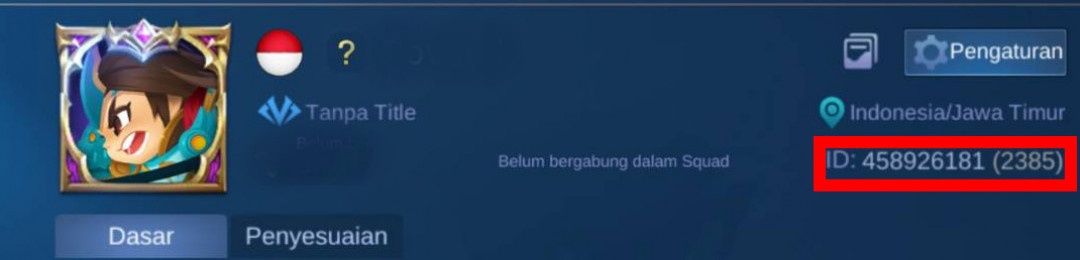 ?
Pengaturan
Tanpa Title
Indonesia/Jawa Timur
Belum bergabung dalam Squad
ID: 458926181 (2385)
Dasar
Penyesuaian